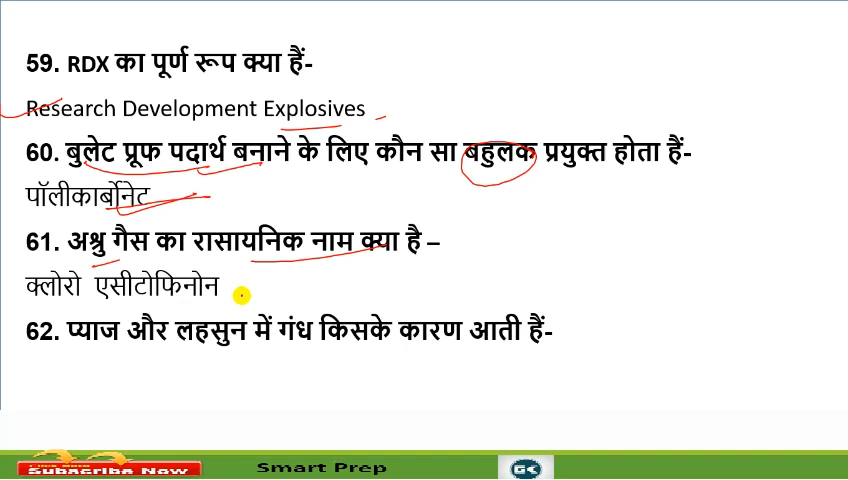 59. RDX का पूर्ण रूप क्या हैं-
Research Development Explosives
60. बुलेट प्रूफ पदार्थ बनाने के लिए कौन सा बहुलक प्रयुक्त होता हैं-
पॉलीकार्बोनेट
61. अश्रु गैस का रासायनिक नाम क्या है –
क्लोरो एसीटोफिनोन
62. प्याज और लहसुन में गंध किसके कारण आती हैं-
Subscribe Now
Smart Prep
GK